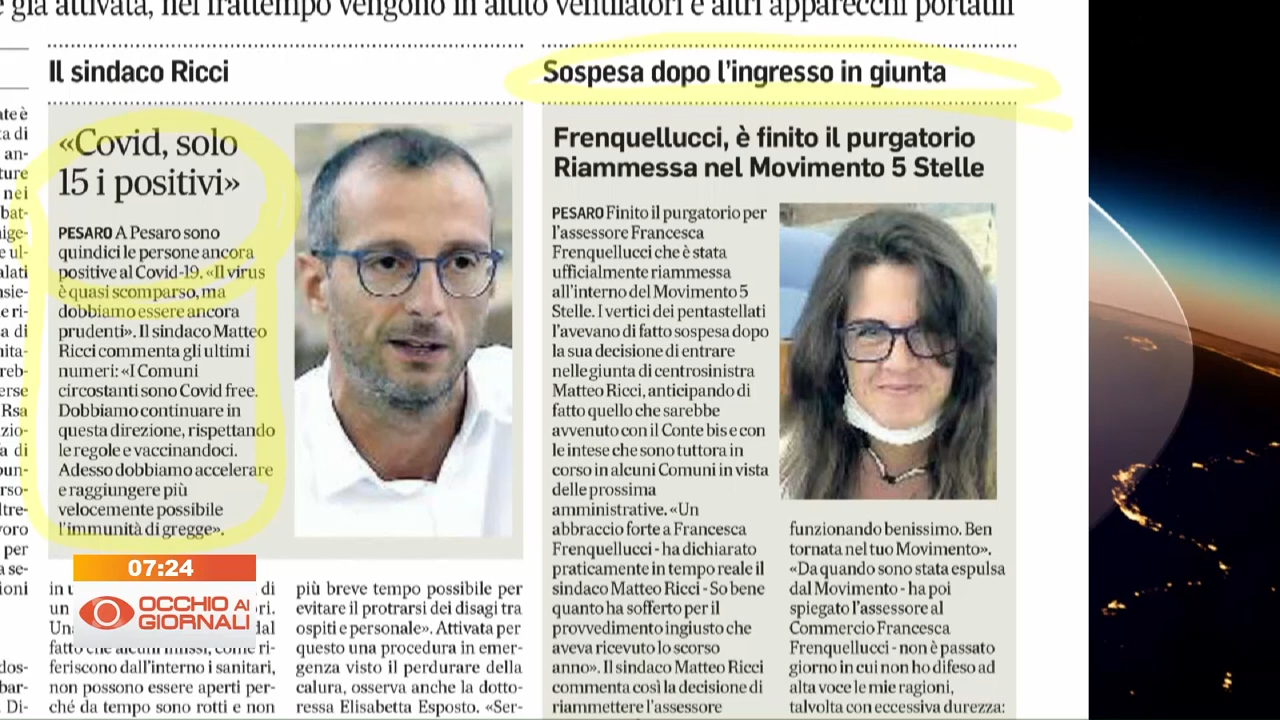 già attivata, nel frattempo vengono in aiuto ventilatori e altri apparecchi portatili
Il sindaco Ricci
«Covid, solo
15 i positivi»
PESARO A Pesaro sono
quindici le persone ancora
positive al Covid-19. «Il virus
è quasi scomparso, ma
dobbiamo essere ancora
prudenti». Il sindaco Matteo
Ricci commenta gli ultimi
numeri: «I Comuni
circostanti sono Covid free.
Dobbiamo continuare in
questa direzione, rispettando
le regole e vaccinandoci.
Adesso dobbiamo accelerare
e raggiungere più
velocemente possibile
l'immunità di gregge».
07:24
OCCHIO AI
GIORNALI
fatto che alcuni infissi, come ri-
feriscono dall'interno i sanitari,
non possono essere aperti per-
ché da tempo sono rotti e non
più breve tempo possibile per
evitare il protrarsi dei disagi tra
ospiti e personale». Attivata per
questo una procedura in emer-
genza visto il perdurare della
calura, osserva anche la dotto-
ressa Elisabetta Esposto. «Ser-
Sospesa dopo l'ingresso in giunta
Frenquellucci, è finito il purgatorio
Riammessa nel Movimento 5 Stelle
PESARO Finito il purgatorio per
l'assessore Francesca
Frenquellucci che è stata
ufficialmente riammessa
all'interno del Movimento 5
Stelle. I vertici dei pentastellati
l'avevano di fatto sospesa dopo
la sua decisione di entrare
nelle giunta di centrosinistra
Matteo Ricci, anticipando di
fatto quello che sarebbe
avvenuto con il Conte bis e con
le intese che sono tuttora in
corso in alcuni Comuni in vista
delle prossima
amministrative. «Un
abbraccio forte a Francesca
Frenquellucci - ha dichiarato
praticamente in tempo reale il
sindaco Matteo Ricci - So bene
quanto ha sofferto per il
provvedimento ingiusto che
aveva ricevuto lo scorso
anno». Il sindaco Matteo Ricci
commenta così la decisione di
riammettere l'assessore
funzionando benissimo. Ben
tornata nel tuo Movimento».
«Da quando sono stata espulsa
dal Movimento - ha poi
spiegato l'assessore al
Commercio Francesca
Frenquellucci - non è passato
giorno in cui non ho difeso ad
alta voce le mie ragioni,
talvolta con eccessiva durezza: